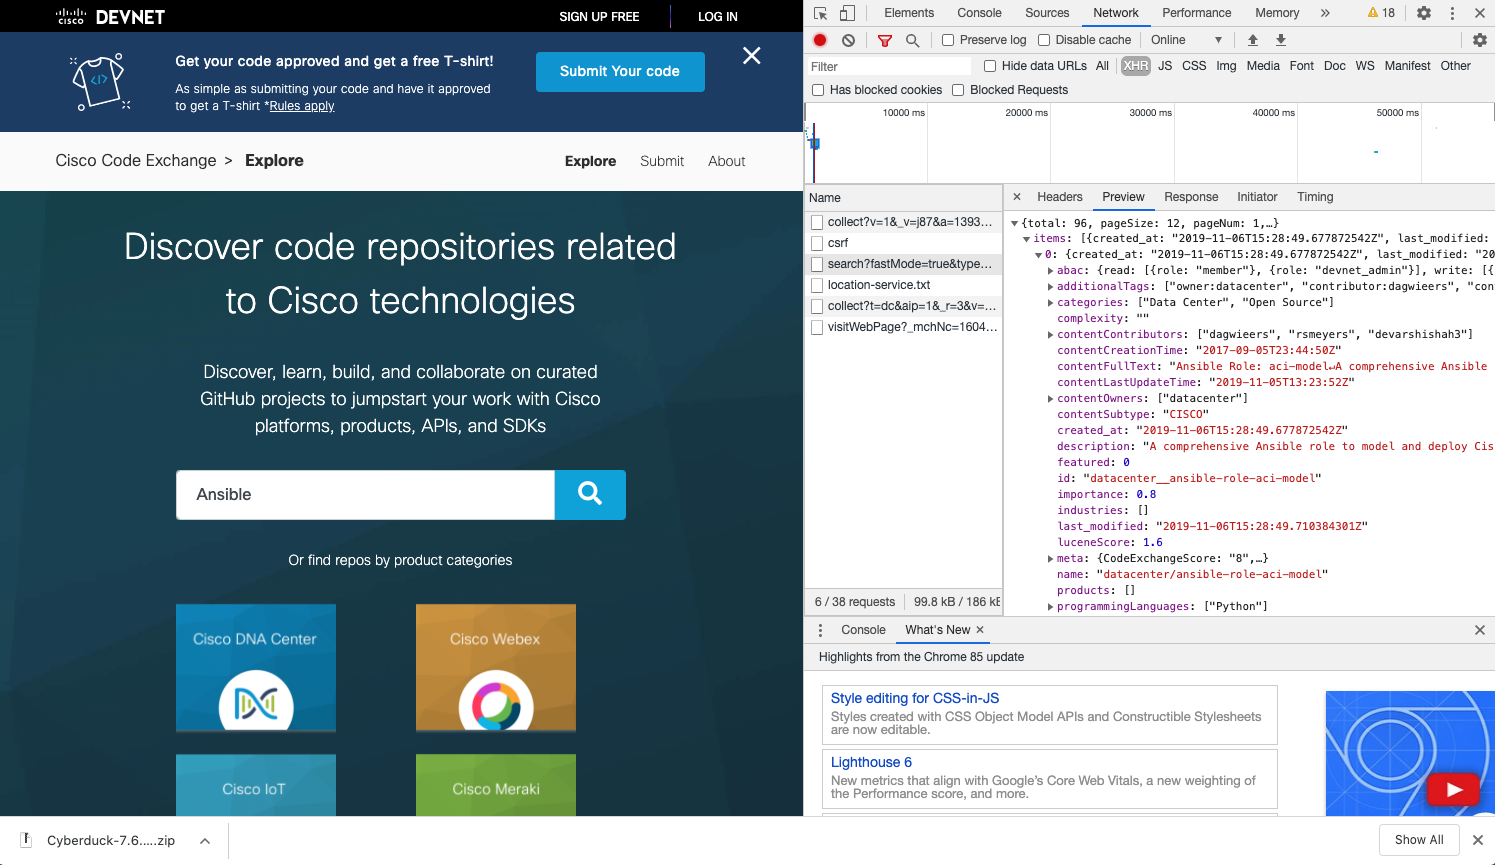 CISCO DEVNET
SIGN UP FREE
LOG IN
Get your code approved and get a free T-shirt!
As simple as submitting your code and have it approved
to get a T-shirt *Rules apply
Submit Your code
Cisco Code Exchange > Explore
Explore
Submit
About
Discover code repositories related
to Cisco technologies
Discover, learn, build, and collaborate on curated
GitHub projects to jumpstart your work with Cisco
platforms, products, APIs, and SDKs
Ansible
Or find repos by product categories
Cisco DNA Center
Cisco Webex
Cisco IoT
Cisco Meraki
Elements
Console
Sources
Network
Performance
Memory
»
18
Preserve log
Disable cache
Online
Filter
Hide data URLs
All
XHR
JS
CSS
Img
Media
Font
Doc
WS
Manifest
Other
Has blocked cookies
Blocked Requests
10000 ms
20000 ms
30000 ms
40000 ms
50000 ms
Name
collect?v=1&_v=j87&a=1393...
csrf
search?fastMode=true&type...
location-service.txt
collect?t=dc&aip=1&_r=3&v=...
visitWebPage?_mchNc=1604...
6 / 38 requests
99.8 kB / 186 kB
Headers
Preview
Response
Initiator
Timing
{total: 96, pageSize: 12, pageNum: 1,…}
items: [{created_at: "2019-11-06T15:28:49.677872542Z", last_modified:
0: {created_at: "2019-11-06T15:28:49.677872542Z", last_modified: "20
abac: {read: [{role: "member"}, {role: "devnet_admin"}], write: [{
additionalTags: ["owner:datacenter", "contributor:dagwieers", "con
categories: ["Data Center", "Open Source"]
complexity: ""
contentContributors: ["dagwieers", "rsmeyers", "devarshishah3"]
contentCreationTime: "2017-09-05T23:44:50Z"
contentFullText: "Ansible Role: aci-model↵A comprehensive Ansible
contentLastUpdateTime: "2019-11-05T13:23:52Z"
contentOwners: ["datacenter"]
contentSubtype: "CISCO"
created_at: "2019-11-06T15:28:49.677872542Z"
description: "A comprehensive Ansible role to model and deploy Cis
featured: 0
id: "datacenter__ansible-role-aci-model"
importance: 0.8
industries: []
last_modified: "2019-11-06T15:28:49.710384301Z"
luceneScore: 1.6
meta: {CodeExchangeScore: "8",…}
name: "datacenter/ansible-role-aci-model"
products: []
programmingLanguages: ["Python"]
Console
What's New
Highlights from the Chrome 85 update
Style editing for CSS-in-JS
Styles created with CSS Object Model APIs and Constructible Stylesheets
are now editable.
Lighthouse 6
New metrics that align with Google's Core Web Vitals, a new weighting of
the Performance score, and more.
Cyberduck-7.6.....zip
Show All